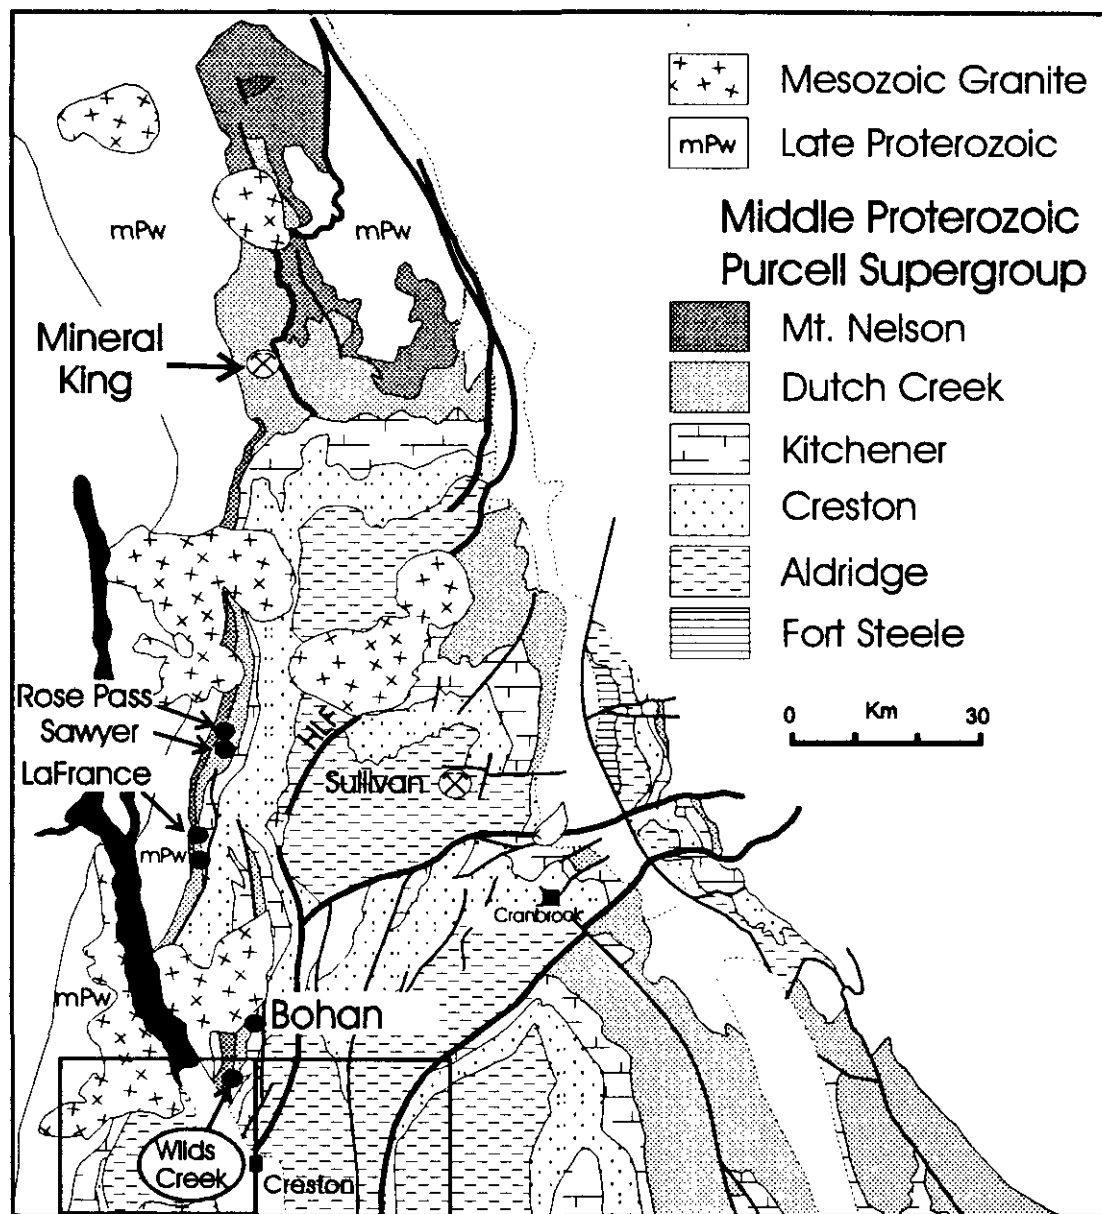 Mesozoic Granite
mPw
Late Proterozoic
Middle Proterozoic
Purcell Supergroup
Mt. Nelson
Dutch Creek
Kitchener
Creston
Aldridge
Fort Steele
0 Km 30
mPw
mPw
Mineral
King
Rose Pass
Sawyer
HLF
LaFrance
Sullivan
mPw
Cranbrook
mPw
Bohan
Wilds
Creek
Creston